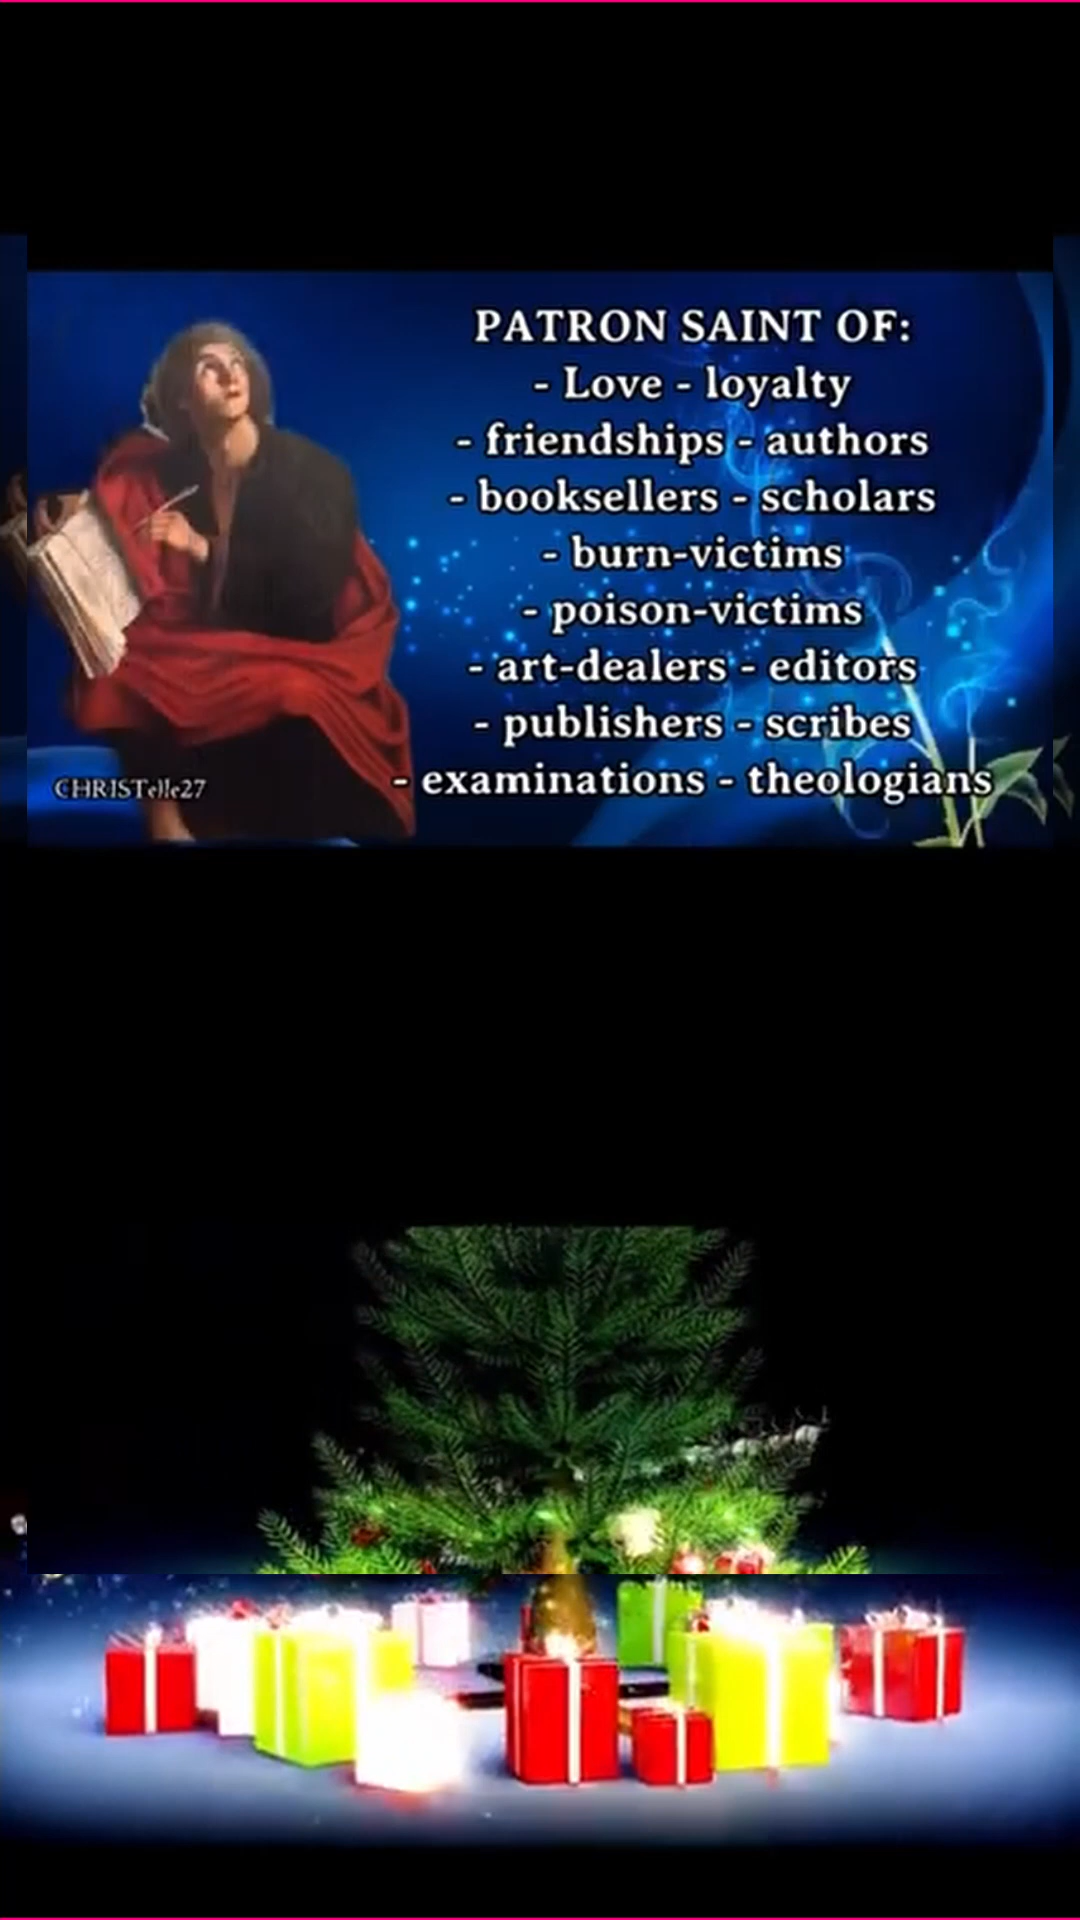 PATRON SAINT OF:
- Love - loyalty
- friendships - authors
- booksellers - scholars
- burn-victims
- poison-victims
- art-dealers - editors
- publishers - scribes
- examinations - theologians
CHRISTelle27